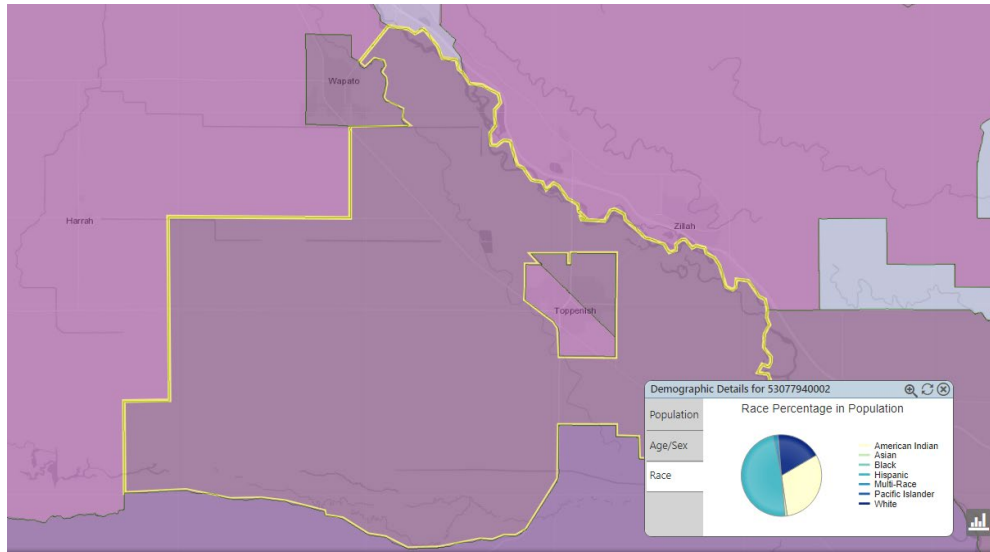 Wapato
Harrah
Zillah
Toppenish
Demographic Details for 53077940002
Population
Age/Sex
Race
Race Percentage in Population
American Indian
Asian
Black
Hispanic
Multi-Race
Pacific Islander
White